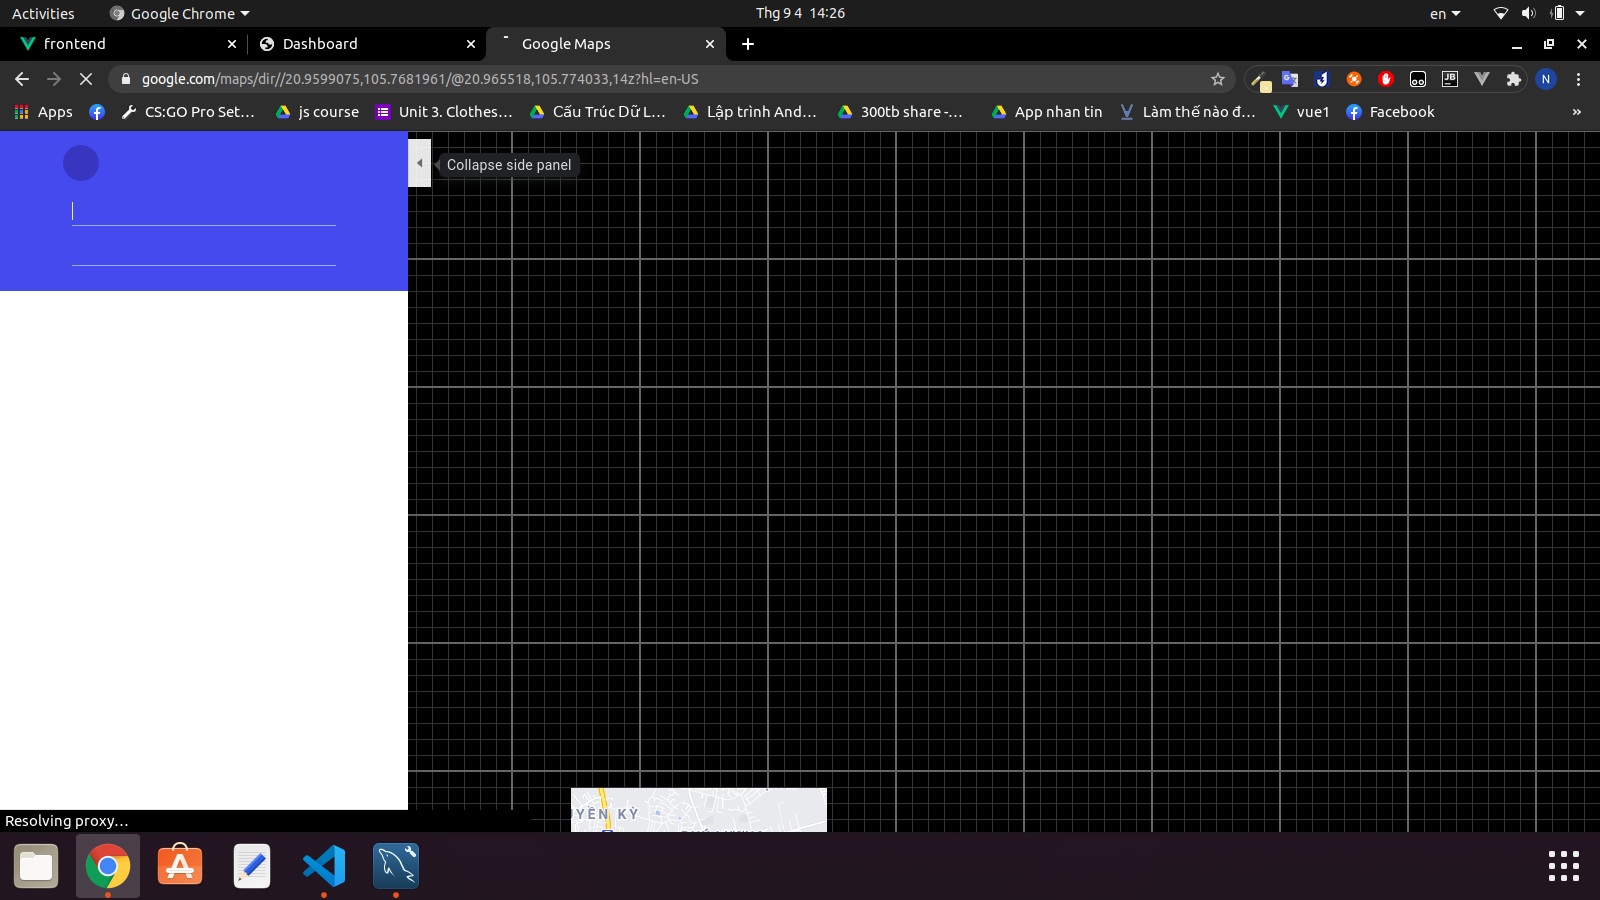 Activities
Google Chrome
Thg 9 4 14:26
en
frontend
Dashboard
Google Maps
google.com/maps/dir//20.9599075,105.7681961/@20.965518,105.774033,14z?hl=en-US
JB
N
Apps
CS:GO Pro Set...
js course
Unit 3. Clothes...
Cấu Trúc Dữ L...
Lập trình And...
300tb share -...
App nhan tin
Làm thế nào đ...
vue1
Facebook
»
Collapse side panel
YÊN KỲ
Resolving proxy...